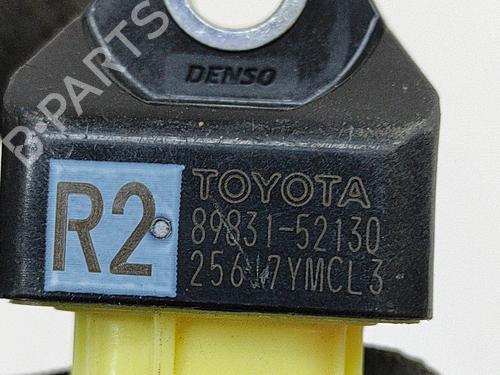 B-PARTS
DENSO
R2
TOYOTA
89831-52130
256W7YMCL3